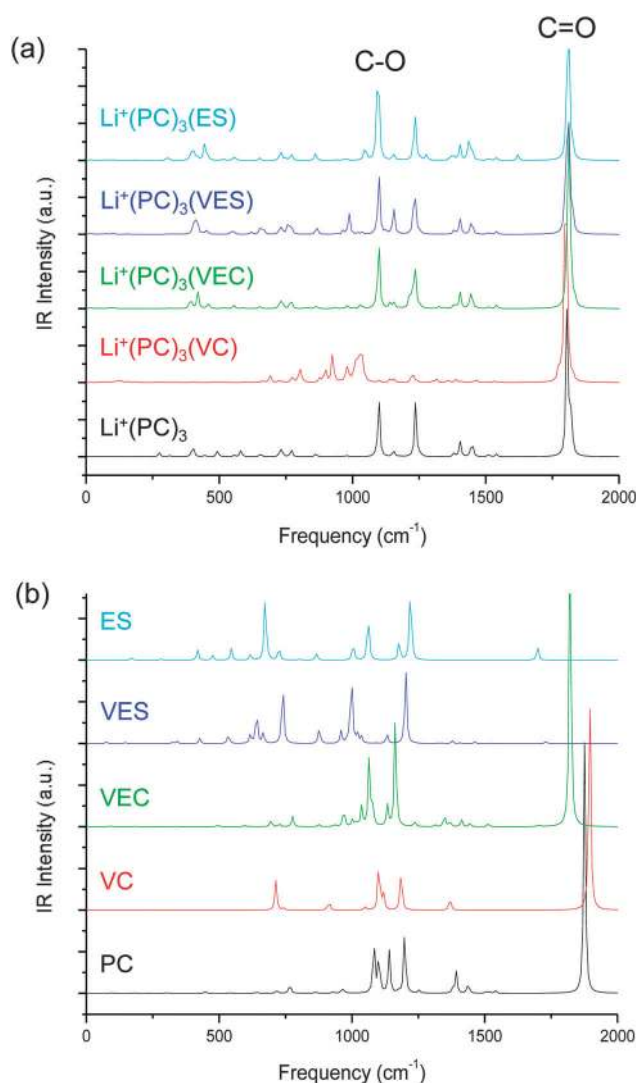 (a)
C-O
C=O
Li⁺(PC)₃(ES)
Li⁺(PC)₃(VES)
Li⁺(PC)₃(VEC)
Li⁺(PC)₃(VC)
Li⁺(PC)₃
IR Intensity (a.u.)
0 500 1000 1500 2000
Frequency (cm⁻¹)
(b)
ES
VES
VEC
VC
PC
IR Intensity (a.u.)
0 500 1000 1500 2000
Frequency (cm⁻¹)